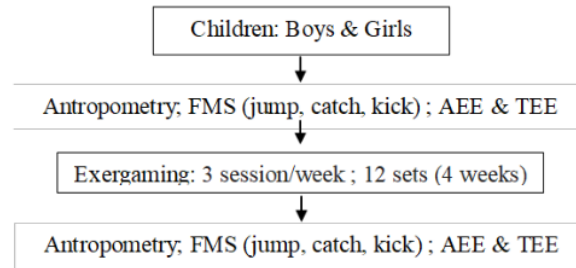 Children: Boys & Girls
Antropometry; FMS (jump, catch, kick) ; AEE & TEE
Exergaming: 3 session/week ; 12 sets (4 weeks)
Antropometry; FMS (jump, catch, kick) ; AEE & TEE